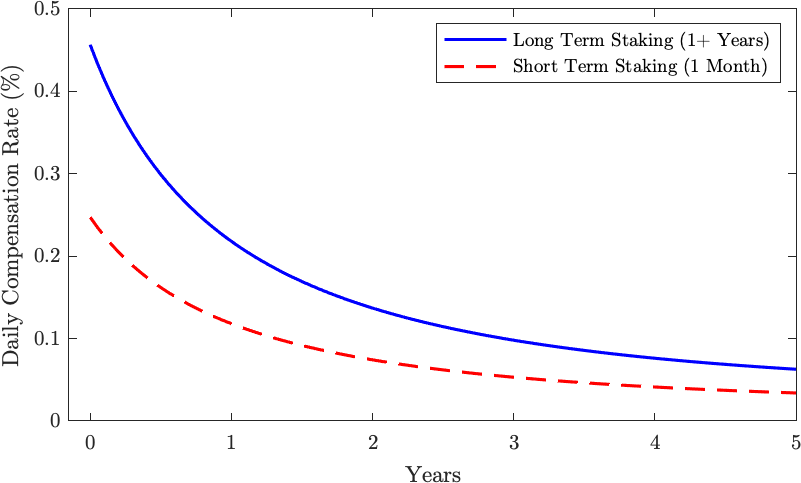 0.5
0.4
0.3
0.2
0.1
0
Daily Compensation Rate (%)
Long Term Staking (1+ Years)
Short Term Staking (1 Month)
0 1 2 3 4 5
Years